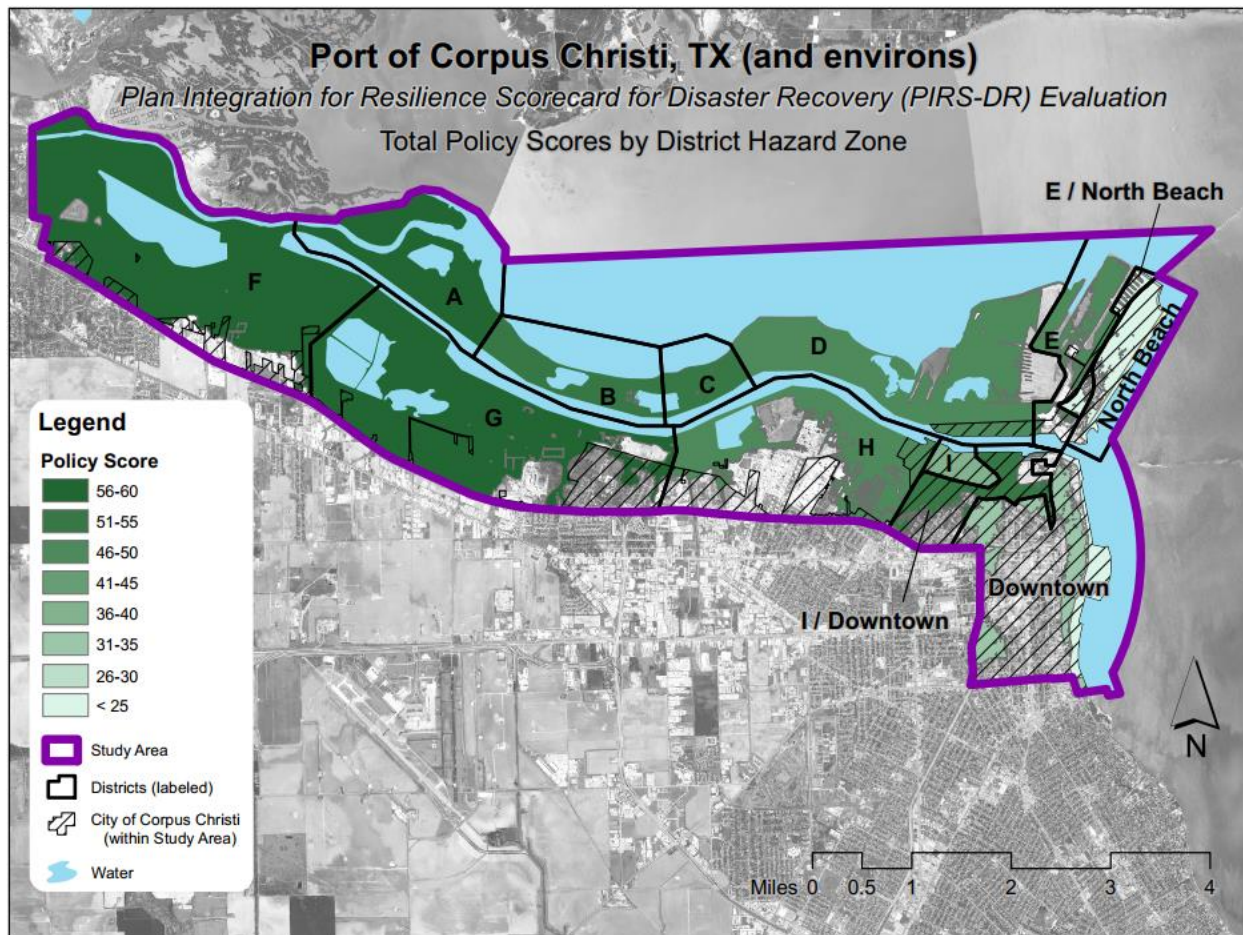 Port of Corpus Christi, TX (and environs)
Plan Integration for Resilience Scorecard for Disaster Recovery (PIRS-DR) Evaluation
Total Policy Scores by District Hazard Zone
E / North Beach
F
A
B
C
D
E
North Beach
G
H
I
I / Downtown
Downtown
Legend
Policy Score
56-60
51-55
46-50
41-45
36-40
31-35
26-30
< 25
Study Area
Districts (labeled)
City of Corpus Christi
(within Study Area)
Water
N
Miles 0 0.5 1 2 3 4